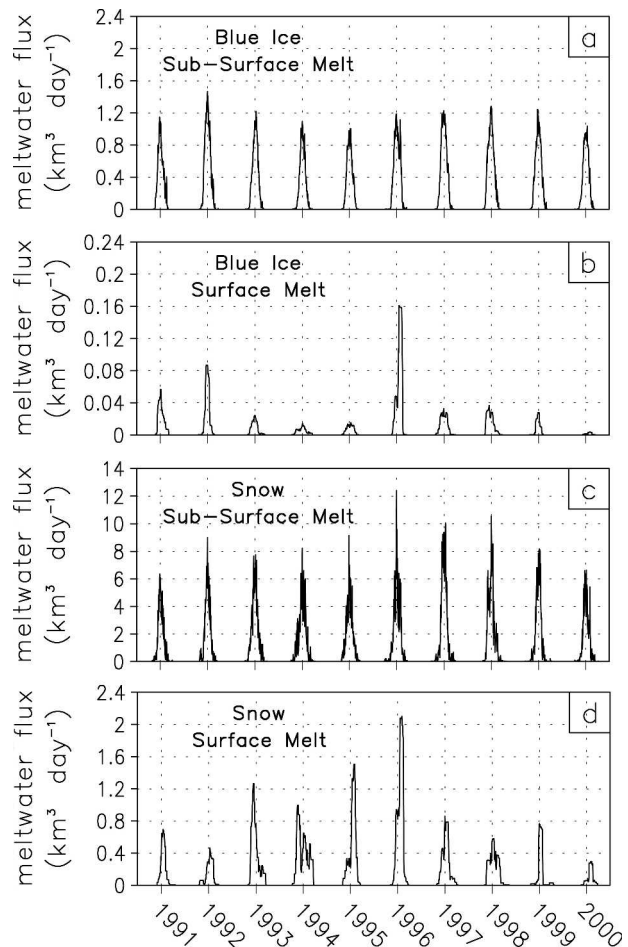 meltwater flux
(km³ day⁻¹)
2.4
2
1.6
1.2
0.8
0.4
0
Blue Ice
Sub-Surface Melt
a
meltwater flux
(km³ day⁻¹)
0.24
0.2
0.16
0.12
0.08
0.04
0
Blue Ice
Surface Melt
b
meltwater flux
(km³ day⁻¹)
14
12
10
8
6
4
2
0
Snow
Sub-Surface Melt
c
meltwater flux
(km³ day⁻¹)
2.4
2
1.6
1.2
0.8
0.4
0
Snow
Surface Melt
d
1991
1992
1993
1994
1995
1996
1997
1998
1999
2000